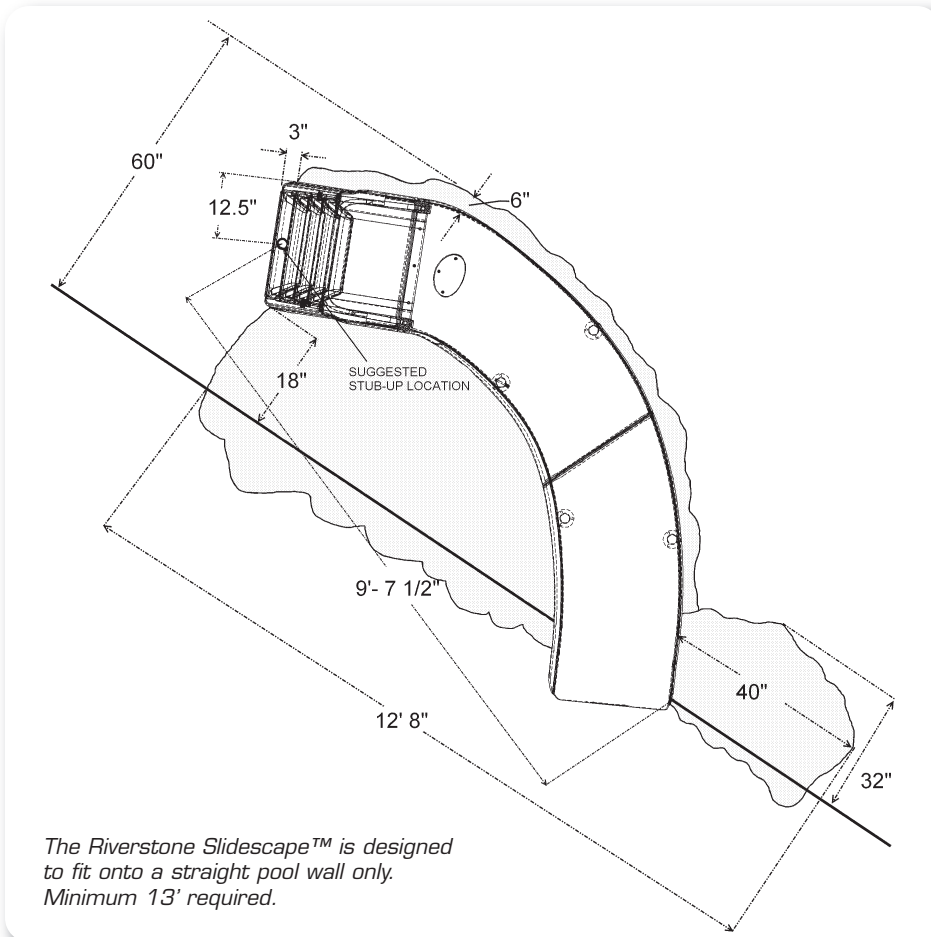 3"
60"
12.5"
6"
SUGGESTED
STUB-UP LOCATION
18"
9'- 7 1/2"
40"
12' 8"
32"
The Riverstone Slidescape™ is designed
to fit onto a straight pool wall only.
Minimum 13' required.